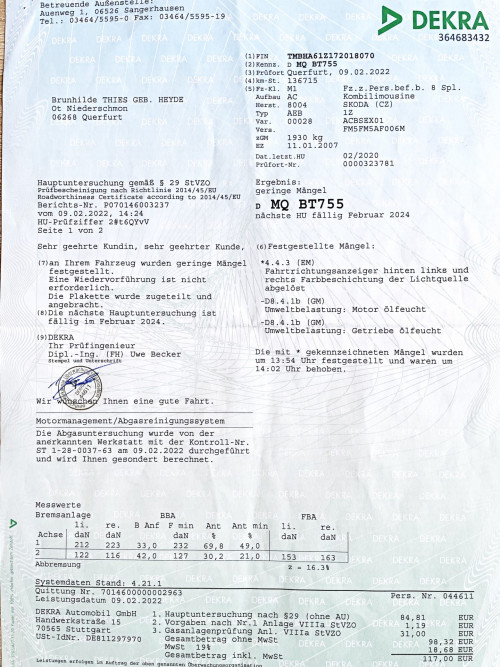 Betreuende Außenstelle:
Auenweg 1, 06526 Sangerhausen
Tel.: 03464/5595-0 Fax: 03464/5595-19
DEKRA
364683432
(1)FIN TMBHA61Z172018070
(2)Kennz. D MQ BT755
(3)Prüfort Querfurt, 09.02.2022
(4)km-St. 136715
(5)Fz-Kl. M1 Fz.z.Pers.bef.b. 8 Spl.
Aufbau AC Kombilimousine
Herst. 8004 SKODA (CZ)
Typ AEB 1Z
Var. 00028 ACBSEX01
Vers. FM5FM5AF006M
zGM 1930 kg
EZ 11.01.2007
Dat.letzt.HU 02/2020
Prüfort-Nr. 0000323781
Brunhilde THIES GEB. HEYDE
Ot Niederschmon
06268 Querfurt
Hauptuntersuchung gemäß § 29 StVZO
Prüfbescheinigung nach Richtlinie 2014/45/EU
Roadworthiness Certificate according to 2014/45/EU
Berichts-Nr. P070146003237
vom 09.02.2022, 14:24
HU-Prüfziffer 2#t6QYvV
Seite 1 von 2
Ergebnis:
geringe Mängel
D MQ BT755
nächste HU fällig Februar 2024
Sehr geehrte Kundin, sehr geehrter Kunde,
(7)an Ihrem Fahrzeug wurden geringe Mängel
festgestellt.
Eine Wiedervorführung ist nicht
erforderlich.
Die Plakette wurde zugeteilt und
angebracht.
(8)Die nächste Hauptuntersuchung ist
fällig im Februar 2024.
(9)DEKRA
Ihr Prüfingenieur
Dipl.-Ing. (FH) Uwe Becker
Stempel und Unterschrift
(6)Festgestellte Mängel:
*4.4.3 (EM)
Fahrtrichtungsanzeiger hinten links und
rechts Farbbeschichtung der Lichtquelle
abgelöst
-D8.4.1b (GM)
Umweltbelastung: Motor ölfeucht
-D8.4.1b (GM)
Umweltbelastung: Getriebe ölfeucht
Die mit * gekennzeichneten Mängel wurden
um 13:54 Uhr festgestellt und waren um
14:02 Uhr behoben.
Wir wünschen Ihnen eine gute Fahrt.
Motormanagement/Abgasreinigungssystem
Die Abgasuntersuchung wurde von der
anerkannten Werkstatt mit der Kontroll-Nr.
ST 1-28-0037-63 am 09.02.2022 durchgeführt
und wird Ihnen gesondert berechnet.
Messwerte
Bremsanlage BBA FBA
li. re. B Anf F min Ant Ant min li. re.
Achse daN daN daN % % daN daN
1 212 223 33,0 232 69,8 49,0
2 122 116 42,0 127 30,2 21,0 153 163
Abbremsung z = 16.3%
Systemdaten Stand: 4.21.1
Quittung Nr. 7014600000002963 Pers. Nr. 044611
Leistungsdatum 09.02.2022
DEKRA Automobil GmbH
Handwerkstraße 15
70565 Stuttgart
USt-IdNr. DE811297970
1. Hauptuntersuchung nach §29 (ohne AU) 84,81 EUR
2. Vorgaben nach Nr.1 Anlage VIIIa StVZO 1,19 EUR
3. Gasanlagenprüfung Anl. VIIIa StVZO 31,00 EUR
Gesamtbetrag ohne MwSt 98,32 EUR
MwSt 19% 18,68 EUR
Gesamtbetrag inkl. MwSt 117,00 EUR
Leistungen erfolgen im Auftrag der oben genannten Überwachungsorganisation